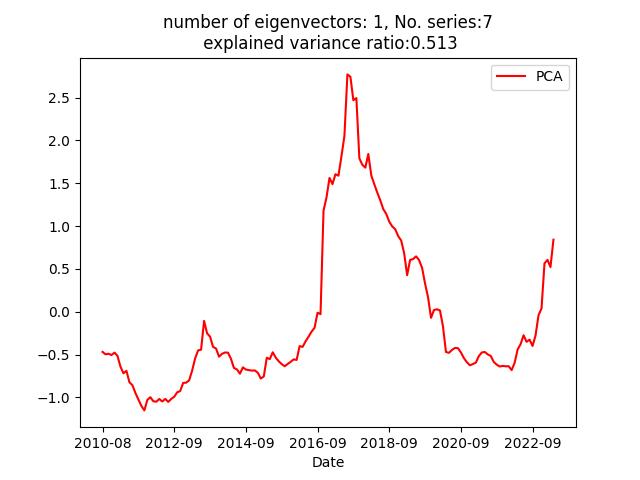 number of eigenvectors: 1, No. series:7
explained variance ratio:0.513
PCA
2.5
2.0
1.5
1.0
0.5
0.0
−0.5
−1.0
2010-08 2012-09 2014-09 2016-09 2018-09 2020-09 2022-09
Date